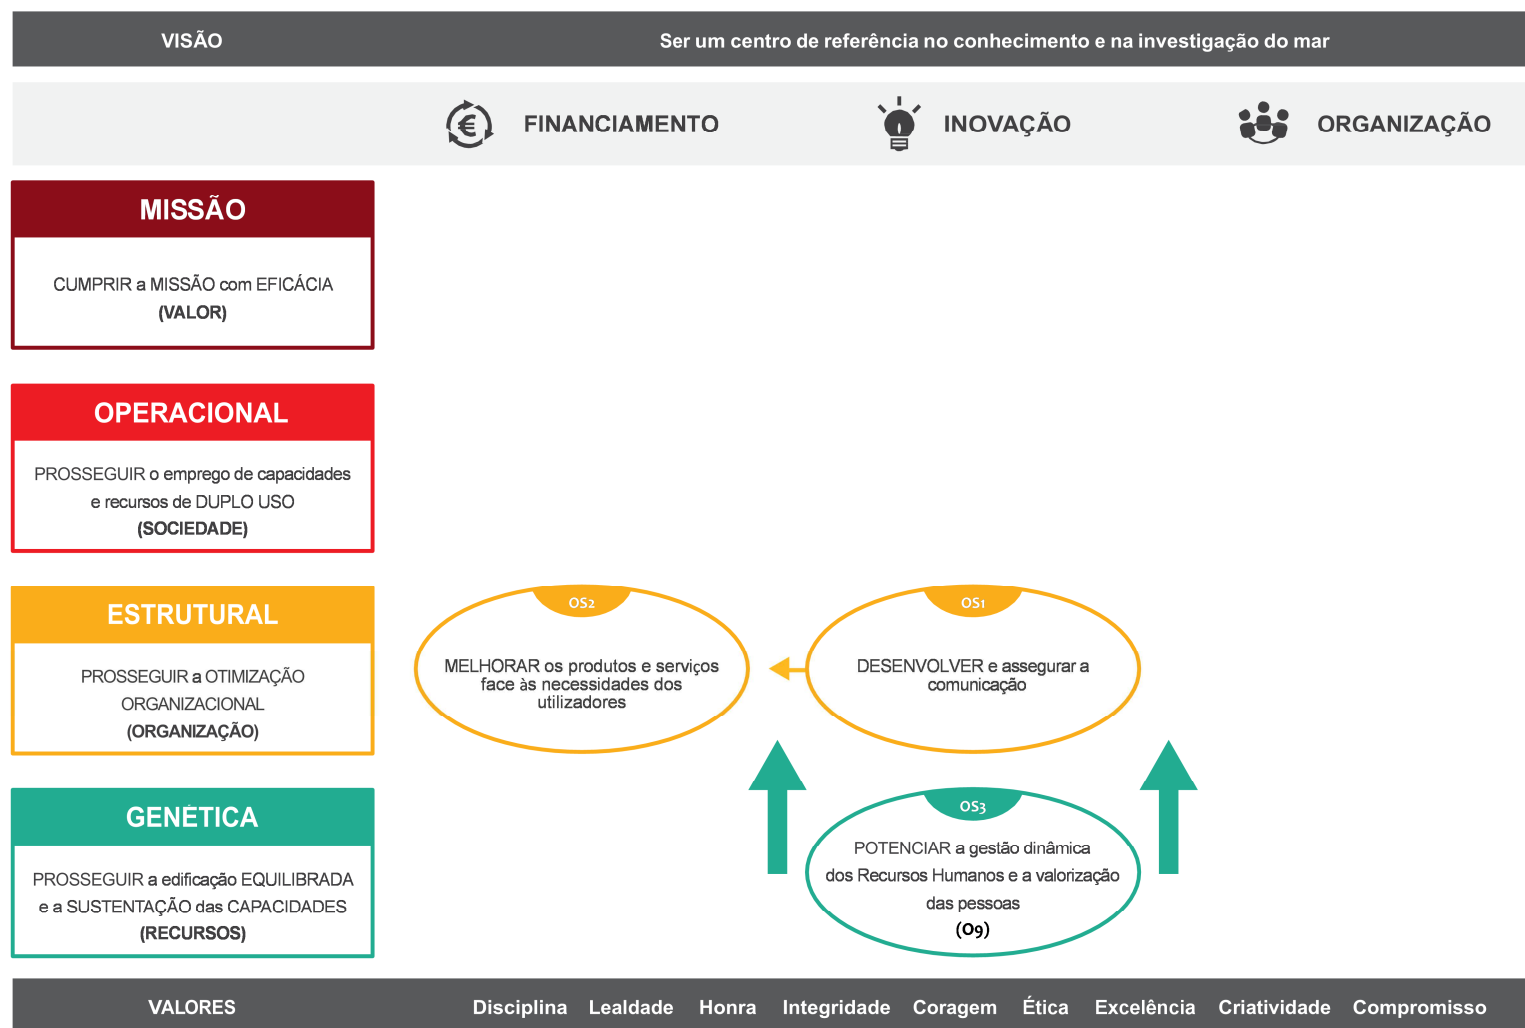 VISÃO
Ser um centro de referência no conhecimento e na investigação do mar
FINANCIAMENTO
INOVAÇÃO
ORGANIZAÇÃO
MISSÃO
CUMPRIR a MISSÃO com EFICÁCIA
(VALOR)
OPERACIONAL
PROSSEGUIR o emprego de capacidades
e recursos de DUPLO USO
(SOCIEDADE)
ESTRUTURAL
PROSSEGUIR a OTIMIZAÇÃO
ORGANIZACIONAL
(ORGANIZAÇÃO)
OS2
MELHORAR os produtos e serviços
face às necessidades dos
utilizadores
OS1
DESENVOLVER e assegurar a
comunicação
GENÉTICA
PROSSEGUIR a edificação EQUILIBRADA
e a SUSTENTAÇÃO das CAPACIDADES
(RECURSOS)
OS3
POTENCIAR a gestão dinâmica
dos Recursos Humanos e a valorização
das pessoas
(O9)
VALORES
Disciplina Lealdade Honra Integridade Coragem Ética Excelência Criatividade Compromisso